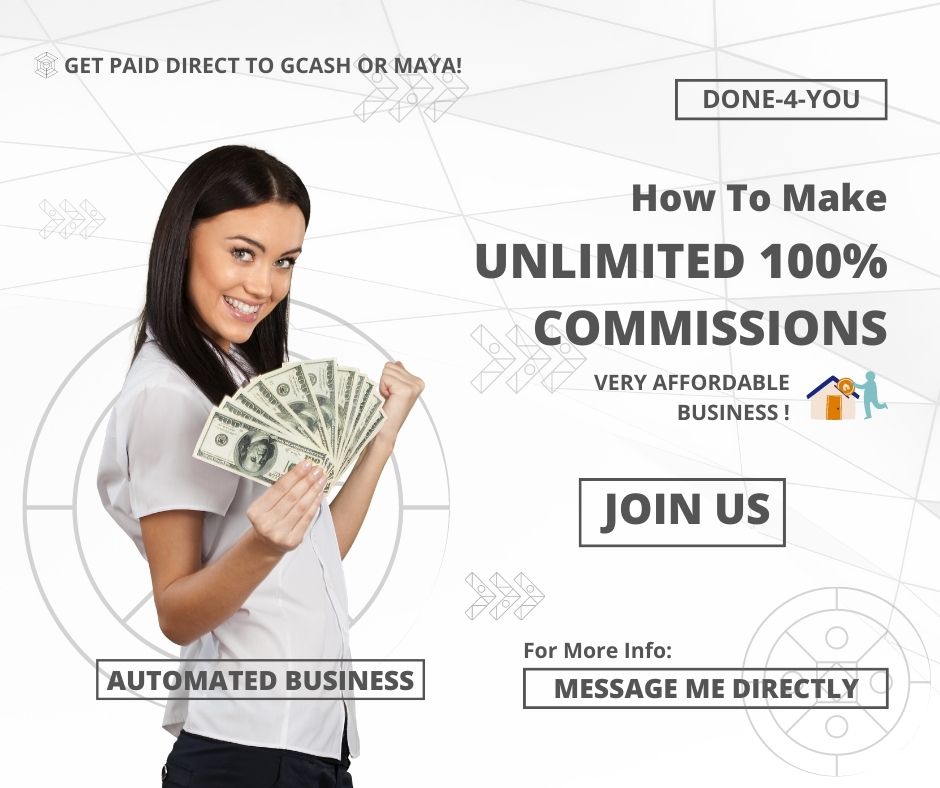 GET PAID DIRECT TO GCASH OR MAYA!
DONE-4-YOU
How To Make
UNLIMITED 100%
COMMISSIONS
VERY AFFORDABLE
BUSINESS !
JOIN US
For More Info:
MESSAGE ME DIRECTLY
AUTOMATED BUSINESS